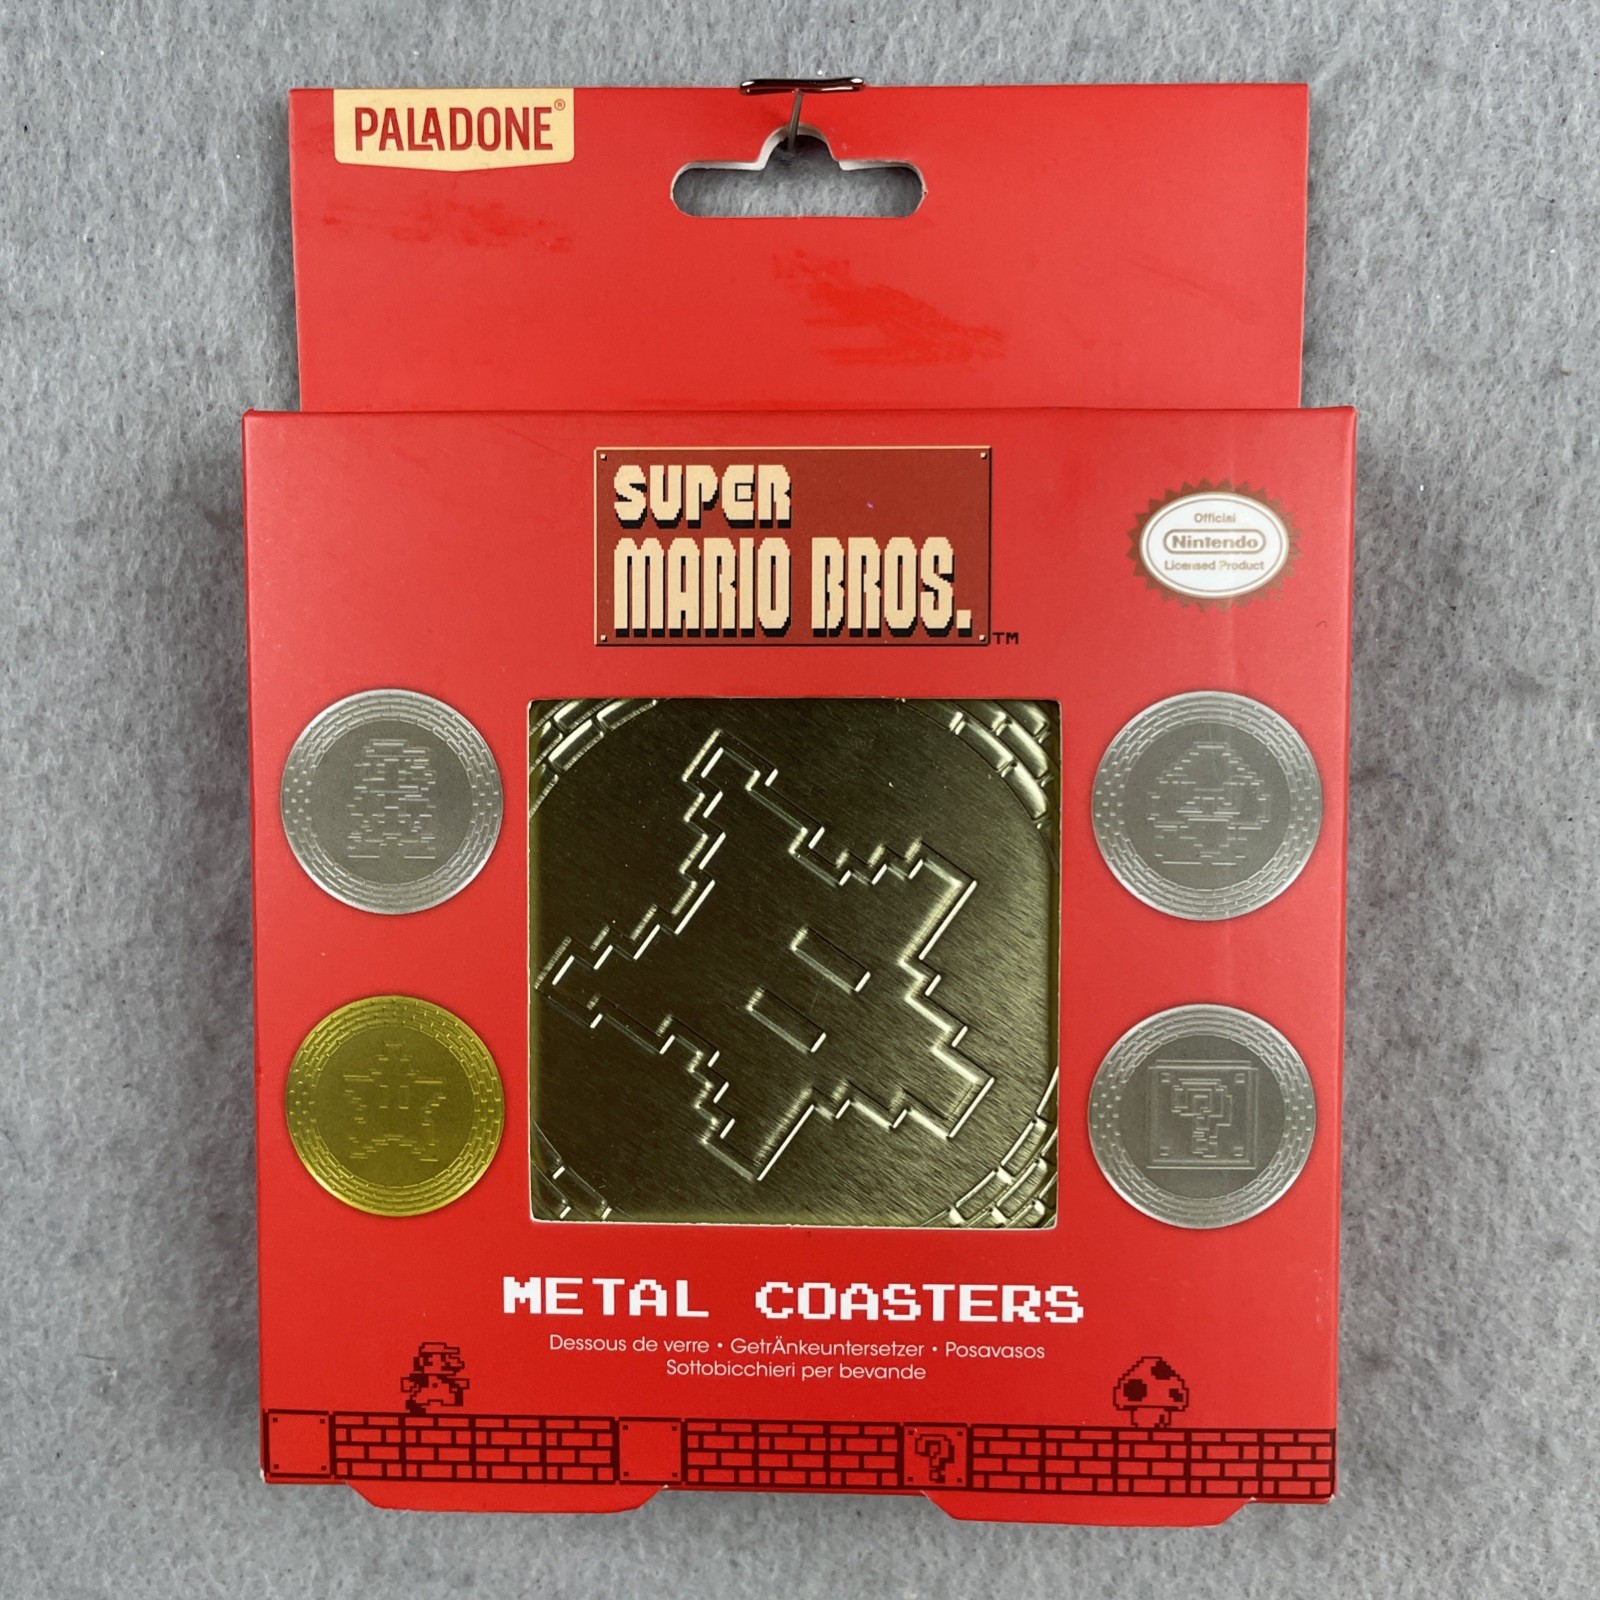 PALADONE®
SUPER
MARIO BROS.
TM
Official
Nintendo
Licensed Product
?
METAL COASTERS
Dessous de verre • GetrÄnkeuntersetzer • Posavasos
Sottobicchieri per bevande
?